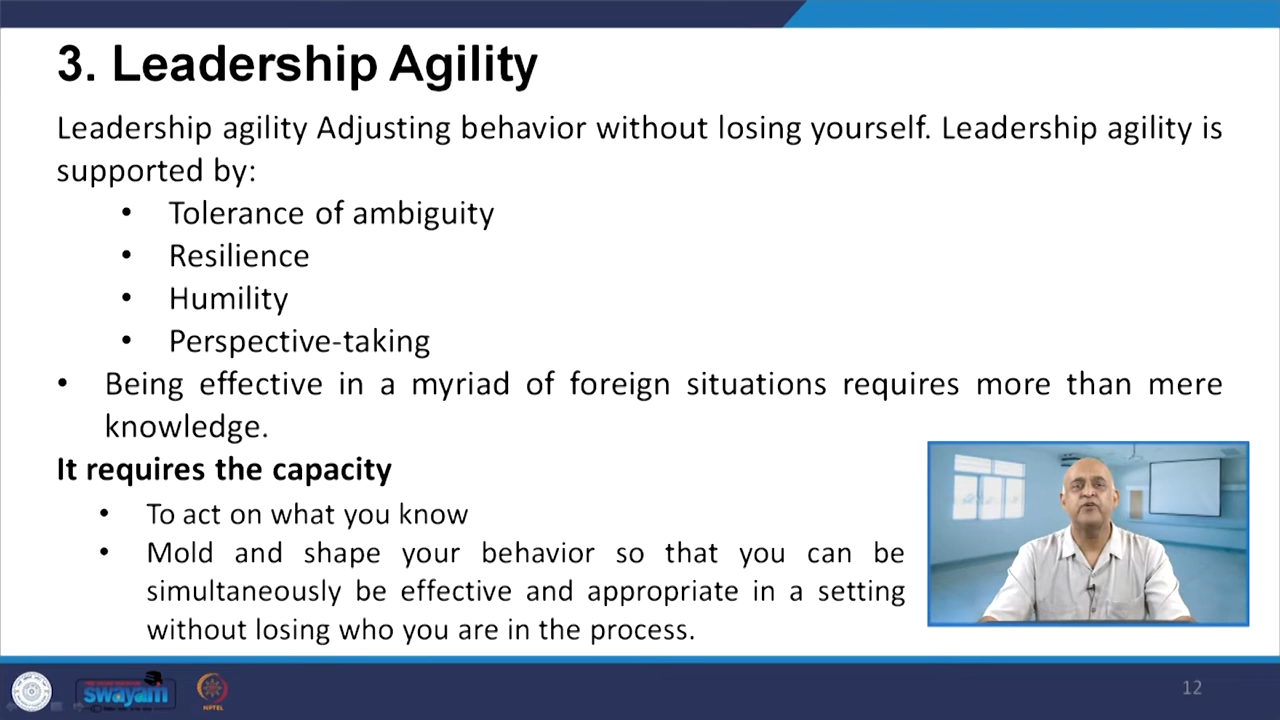 3. Leadership Agility
Leadership agility Adjusting behavior without losing yourself. Leadership agility is
supported by:
• Tolerance of ambiguity
• Resilience
• Humility
• Perspective-taking
• Being effective in a myriad of foreign situations requires more than mere
knowledge.
It requires the capacity
• To act on what you know
• Mold and shape your behavior so that you can be
simultaneously be effective and appropriate in a setting
without losing who you are in the process.
swayam
NPTEL
12